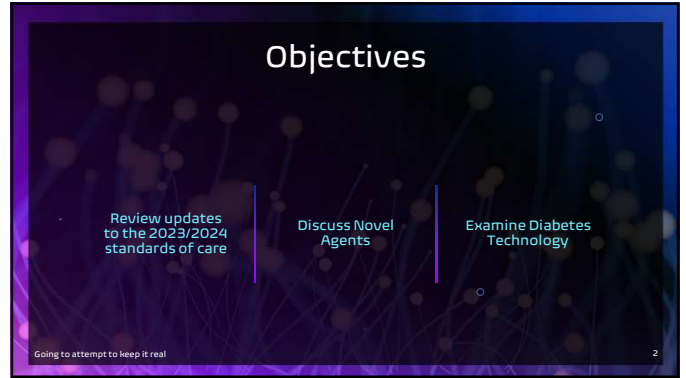 Objectives
Review updates
to the 2023/2024
standards of care
Discuss Novel
Agents
Examine Diabetes
Technology
Going to attempt to keep it real
2